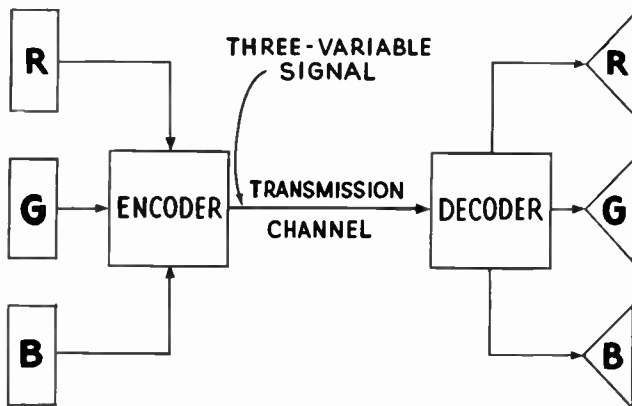 R
THREE-VARIABLE
SIGNAL
R
G
ENCODER
TRANSMISSION
CHANNEL
DECODER
G
B
B